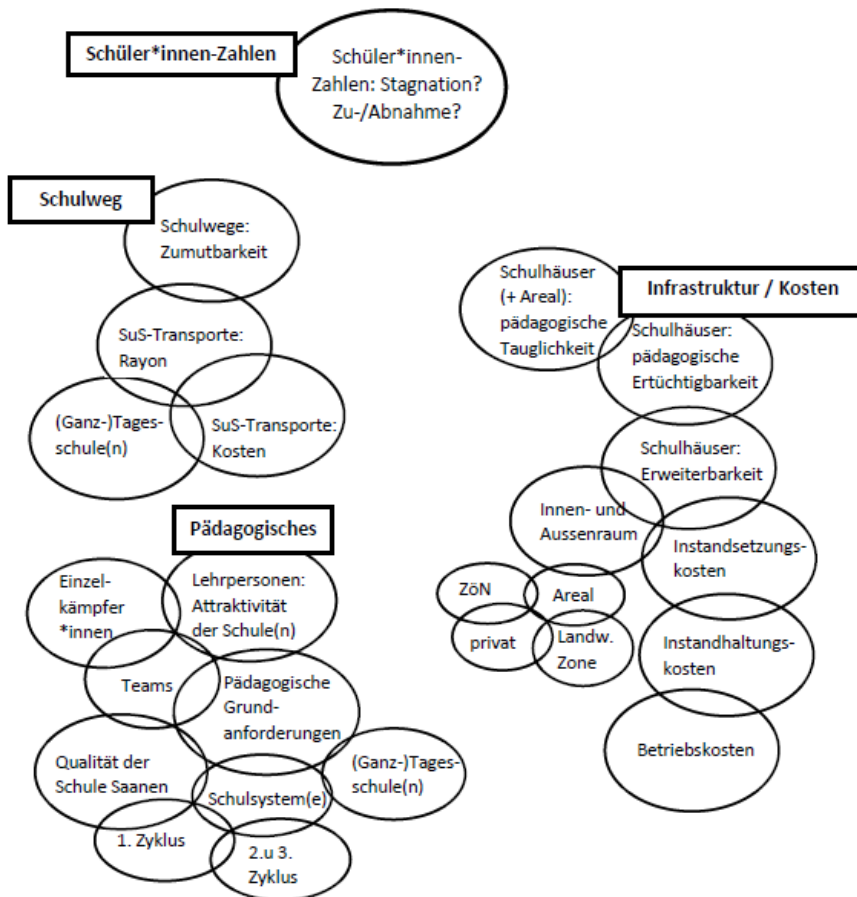 Schüler*innen-Zahlen
Schüler*innen-
Zahlen: Stagnation?
Zu-/Abnahme?
Schulweg
Schulwege:
Zumutbarkeit
SuS-Transporte:
Rayon
(Ganz-)Tages-
schule(n)
SuS-Transporte:
Kosten
Infrastruktur / Kosten
Schulhäuser
(+ Areal):
pädagogische
Tauglichkeit
Schulhäuser:
pädagogische
Ertüchtigbarkeit
Schulhäuser:
Erweiterbarkeit
Innen- und
Aussenraum
Instandsetzungs-
kosten
ZöN
Areal
privat
Landw.
Zone
Instandhaltungs-
kosten
Betriebskosten
Pädagogisches
Einzel-
kämpfer
*innen
Lehrpersonen:
Attraktivität
der Schule(n)
Teams
Pädagogische
Grund-
anforderungen
Qualität der
Schule Saanen
Schulsystem(e)
(Ganz-)Tages-
schule(n)
1. Zyklus
2.u 3.
Zyklus